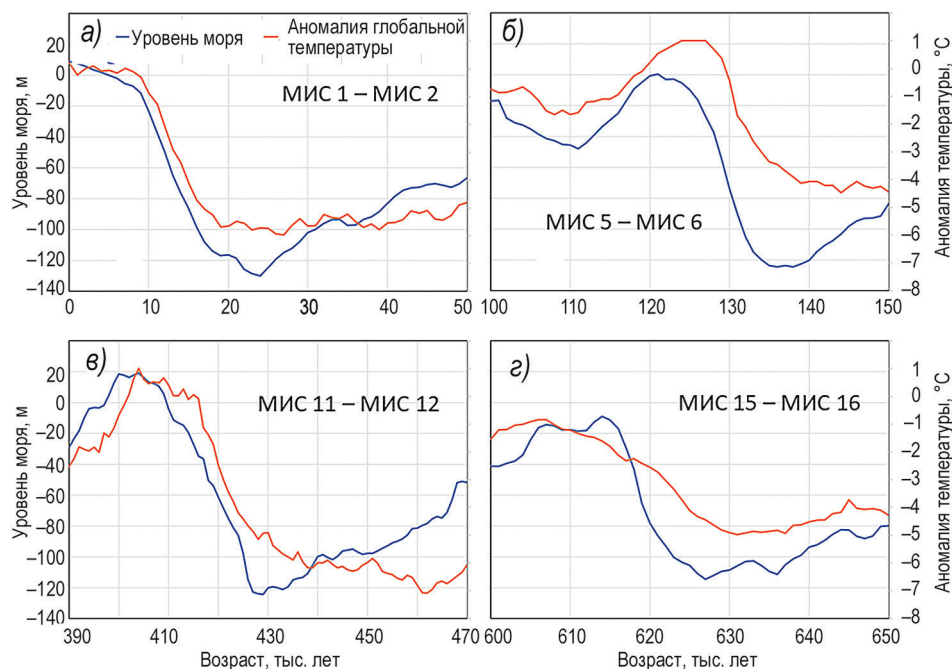 а)
Уровень моря
Аномалия глобальной
температуры
МИС 1 – МИС 2
Уровень моря, м
20
0
–20
–40
–60
–80
–100
–120
–140
0 10 20 30 40 50
б)
МИС 5 – МИС 6
1
0
–1
–2
–3
–4
–5
–6
–7
–8
Аномалия температуры, °C
100 110 120 130 140 150
в)
МИС 11 – МИС 12
Уровень моря, м
20
0
–20
–40
–60
–80
–100
–120
–140
390 410 430 450 470
Возраст, тыс. лет
г)
МИС 15 – МИС 16
1
0
–1
–2
–3
–4
–5
–6
–7
–8
Аномалия температуры, °C
600 610 620 630 640 650
Возраст, тыс. лет